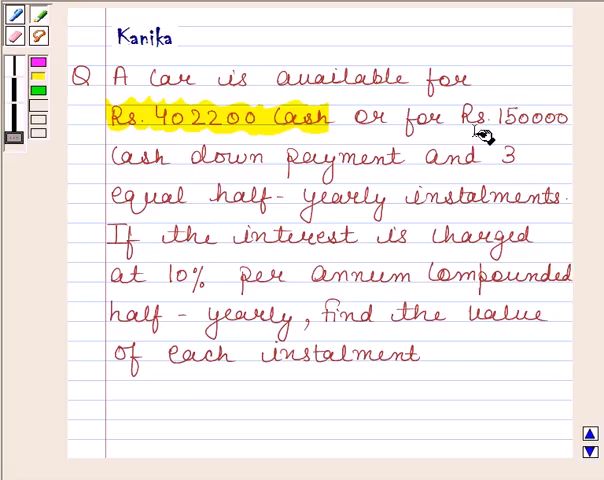 Kanika
Q A car is available for
Rs. 402200 cash or for Rs. 150000
cash down payment and 3
equal half-yearly instalments.
If the interest is charged
at 10% per annum compounded
half-yearly, find the value
of each instalment